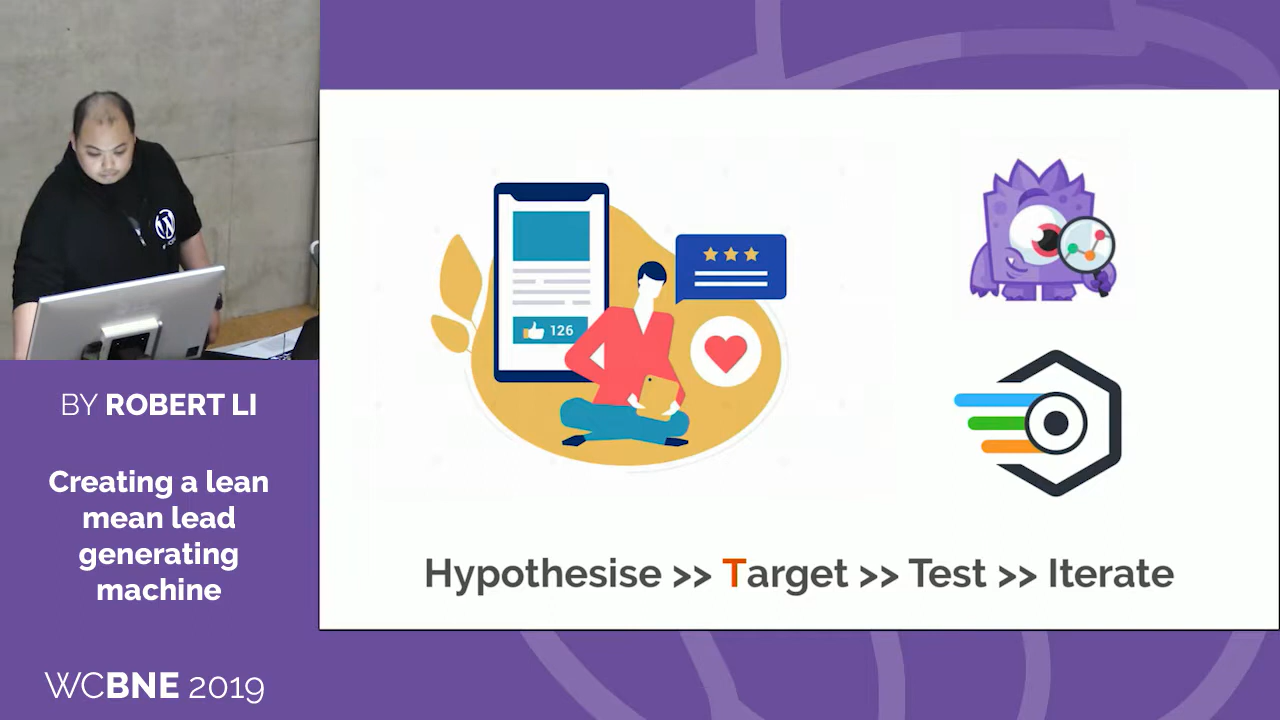 BY ROBERT LI
Creating a lean
mean lead
generating
machine
WCBNE 2019
126
Hypothesise >> Target >> Test >> Iterate